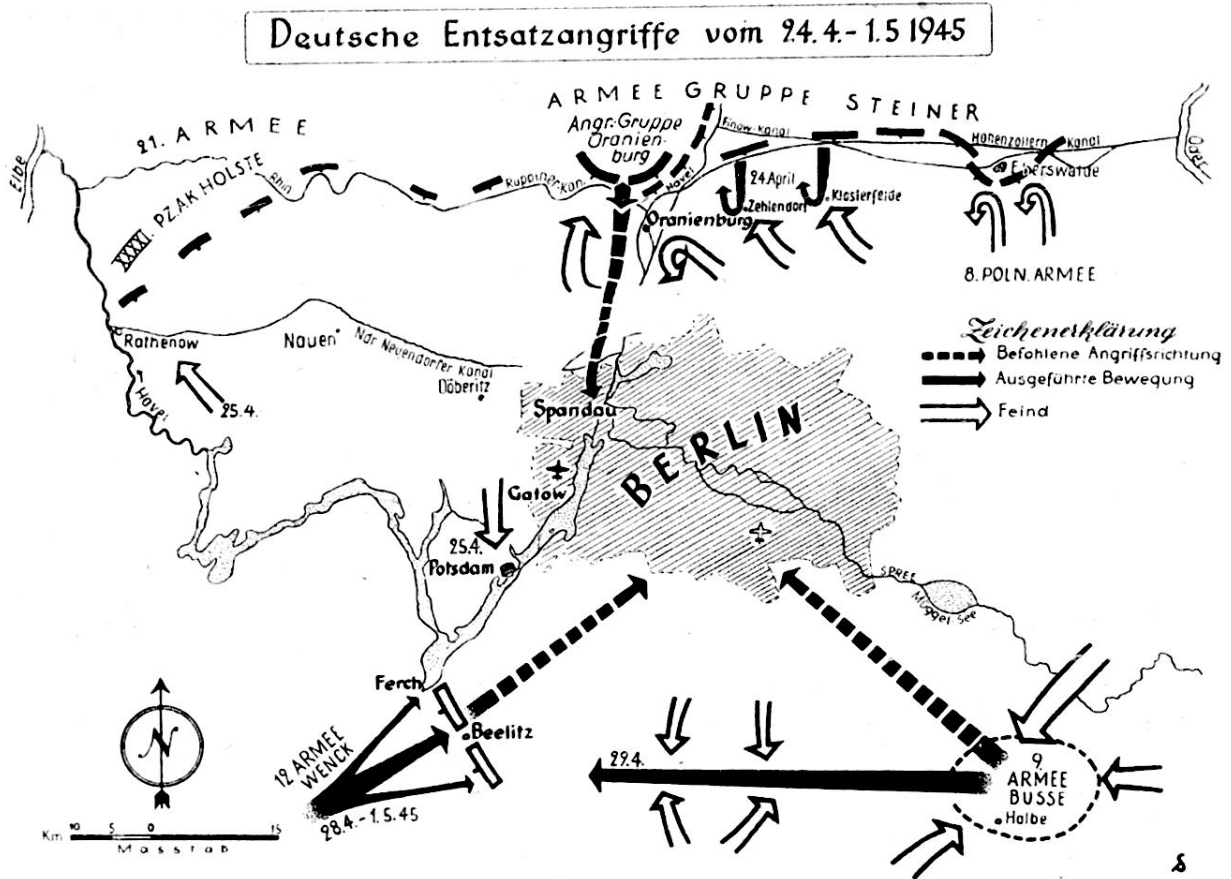 Deutsche Entsatzangriffe vom 24.4.-1.5 1945
ARMEE GRUPPE STEINER
21. ARMEE
Angr.-Gruppe
Oranien-
burg
Finow-Kanal
Hohenzollern Kanal
Oder
Elbe
XXXXI. PZ.AK HOLSTE
Rhin
Ruppiner-Kan.
Havel
24. April
Eberswalde
Zehlendorf
Klosterfelde
Oranienburg
8. POLN. ARMEE
Zeichenerklärung
Befohlene Angriffsrichtung
Ausgeführte Bewegung
Feind
Rathenow
Nauen
Ndr Neuendorfer Kanal
Döberitz
Havel
25.4.
Spandau
BERLIN
Gatow
25.4.
Potsdam
SPREE
Müggel-See
Ferch
Beelitz
12 ARMEE
WENCK
28.4.-1.5.45
29.4.
9.
ARMEE
BUSSE
Halbe
N
Km 10 5 0 15
Masstab